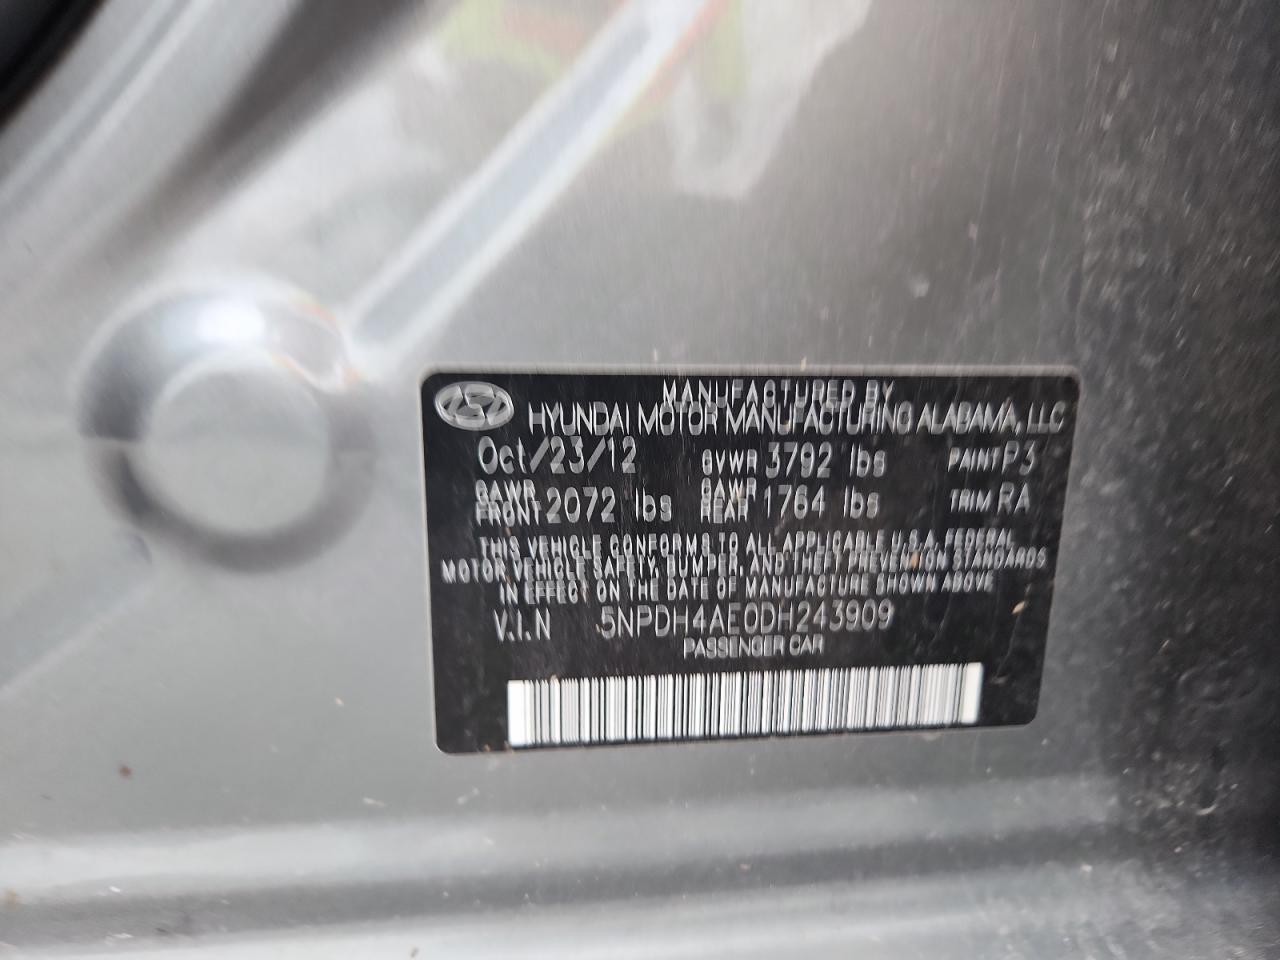 MANUFACTURED BY
HYUNDAI MOTOR MANUFACTURING ALABAMA, LLC
Oct/23/12 GVWR 3792 lbs PAINT P3
GAWR FRONT 2072 lbs GAWR REAR 1764 lbs TRIM RA
THIS VEHICLE CONFORMS TO ALL APPLICABLE U.S.A. FEDERAL
MOTOR VEHICLE SAFETY, BUMPER, AND THEFT PREVENTION STANDARDS
IN EFFECT ON THE DATE OF MANUFACTURE SHOWN ABOVE
V.I.N 5NPDH4AE0DH243909
PASSENGER CAR